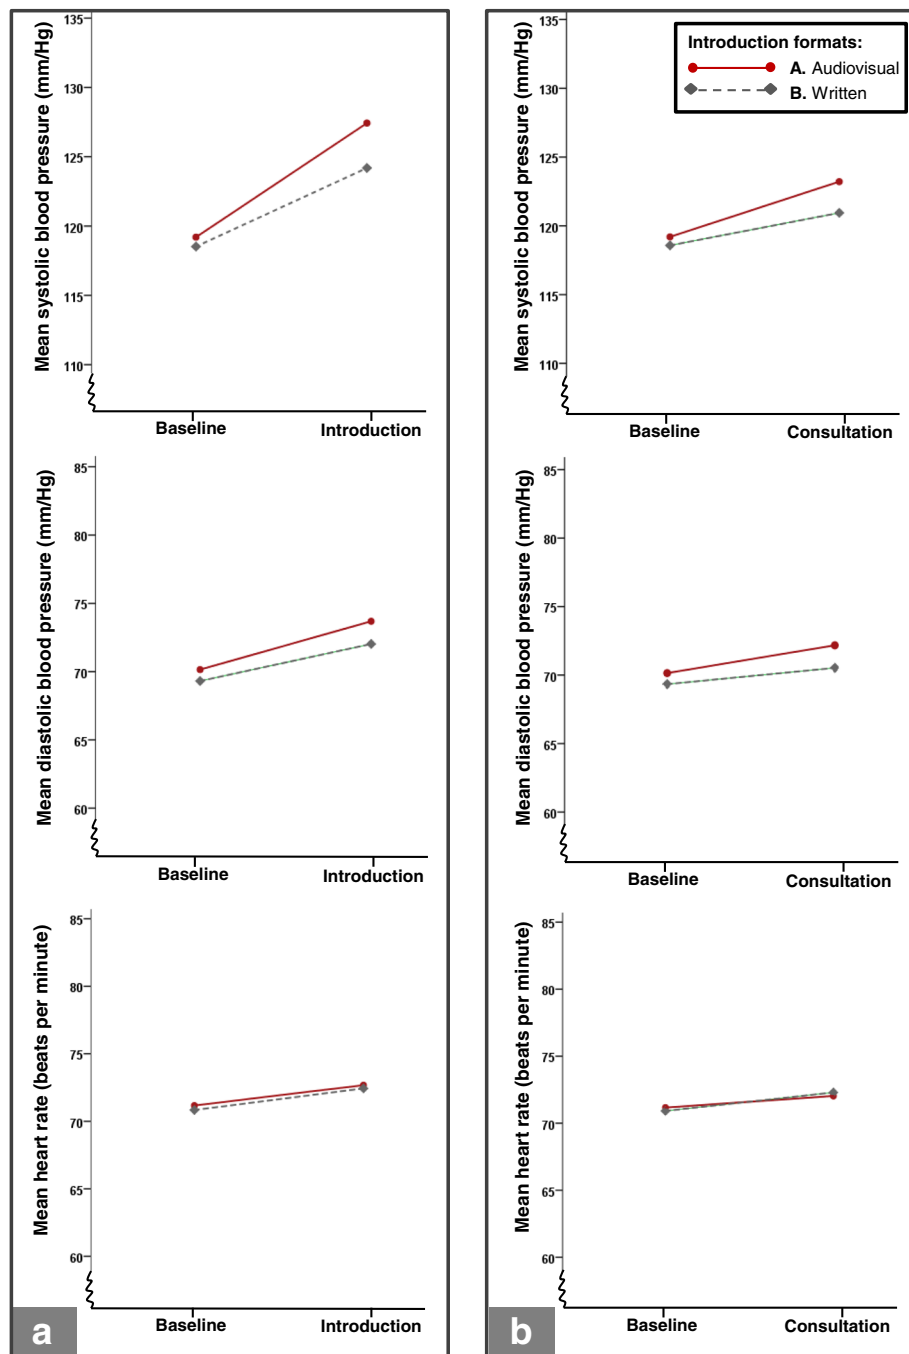 Mean systolic blood pressure (mm/Hg)
135
130
125
120
115
110
Baseline
Introduction
Mean diastolic blood pressure (mm/Hg)
85
80
75
70
65
60
Baseline
Introduction
Mean heart rate (beats per minute)
85
80
75
70
65
60
Baseline
Introduction
a
Mean systolic blood pressure (mm/Hg)
135
130
125
120
115
110
Introduction formats:
A. Audiovisual
B. Written
Baseline
Consultation
Mean diastolic blood pressure (mm/Hg)
85
80
75
70
65
60
Baseline
Consultation
Mean heart rate (beats per minute)
85
80
75
70
65
60
Baseline
Consultation
b